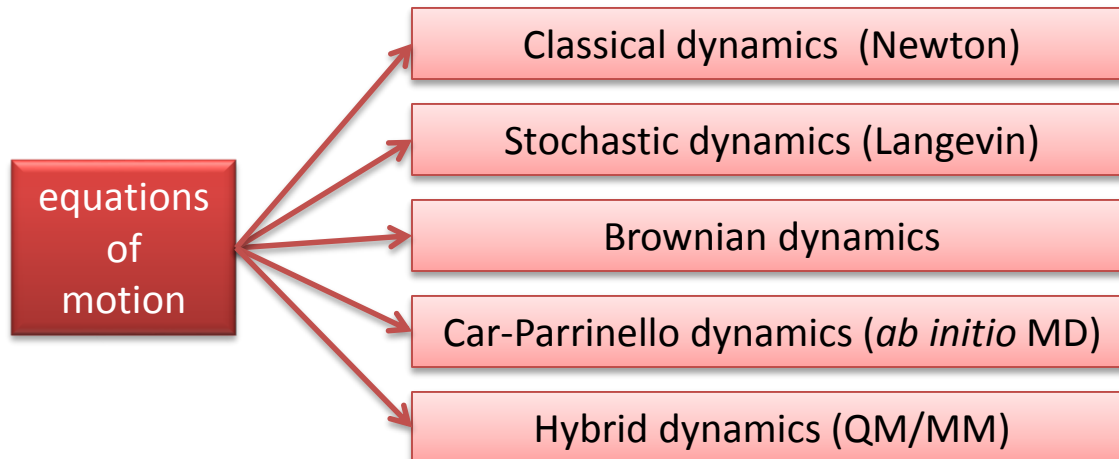 equations
of
motion
Classical dynamics (Newton)
Stochastic dynamics (Langevin)
Brownian dynamics
Car-Parrinello dynamics (ab initio MD)
Hybrid dynamics (QM/MM)